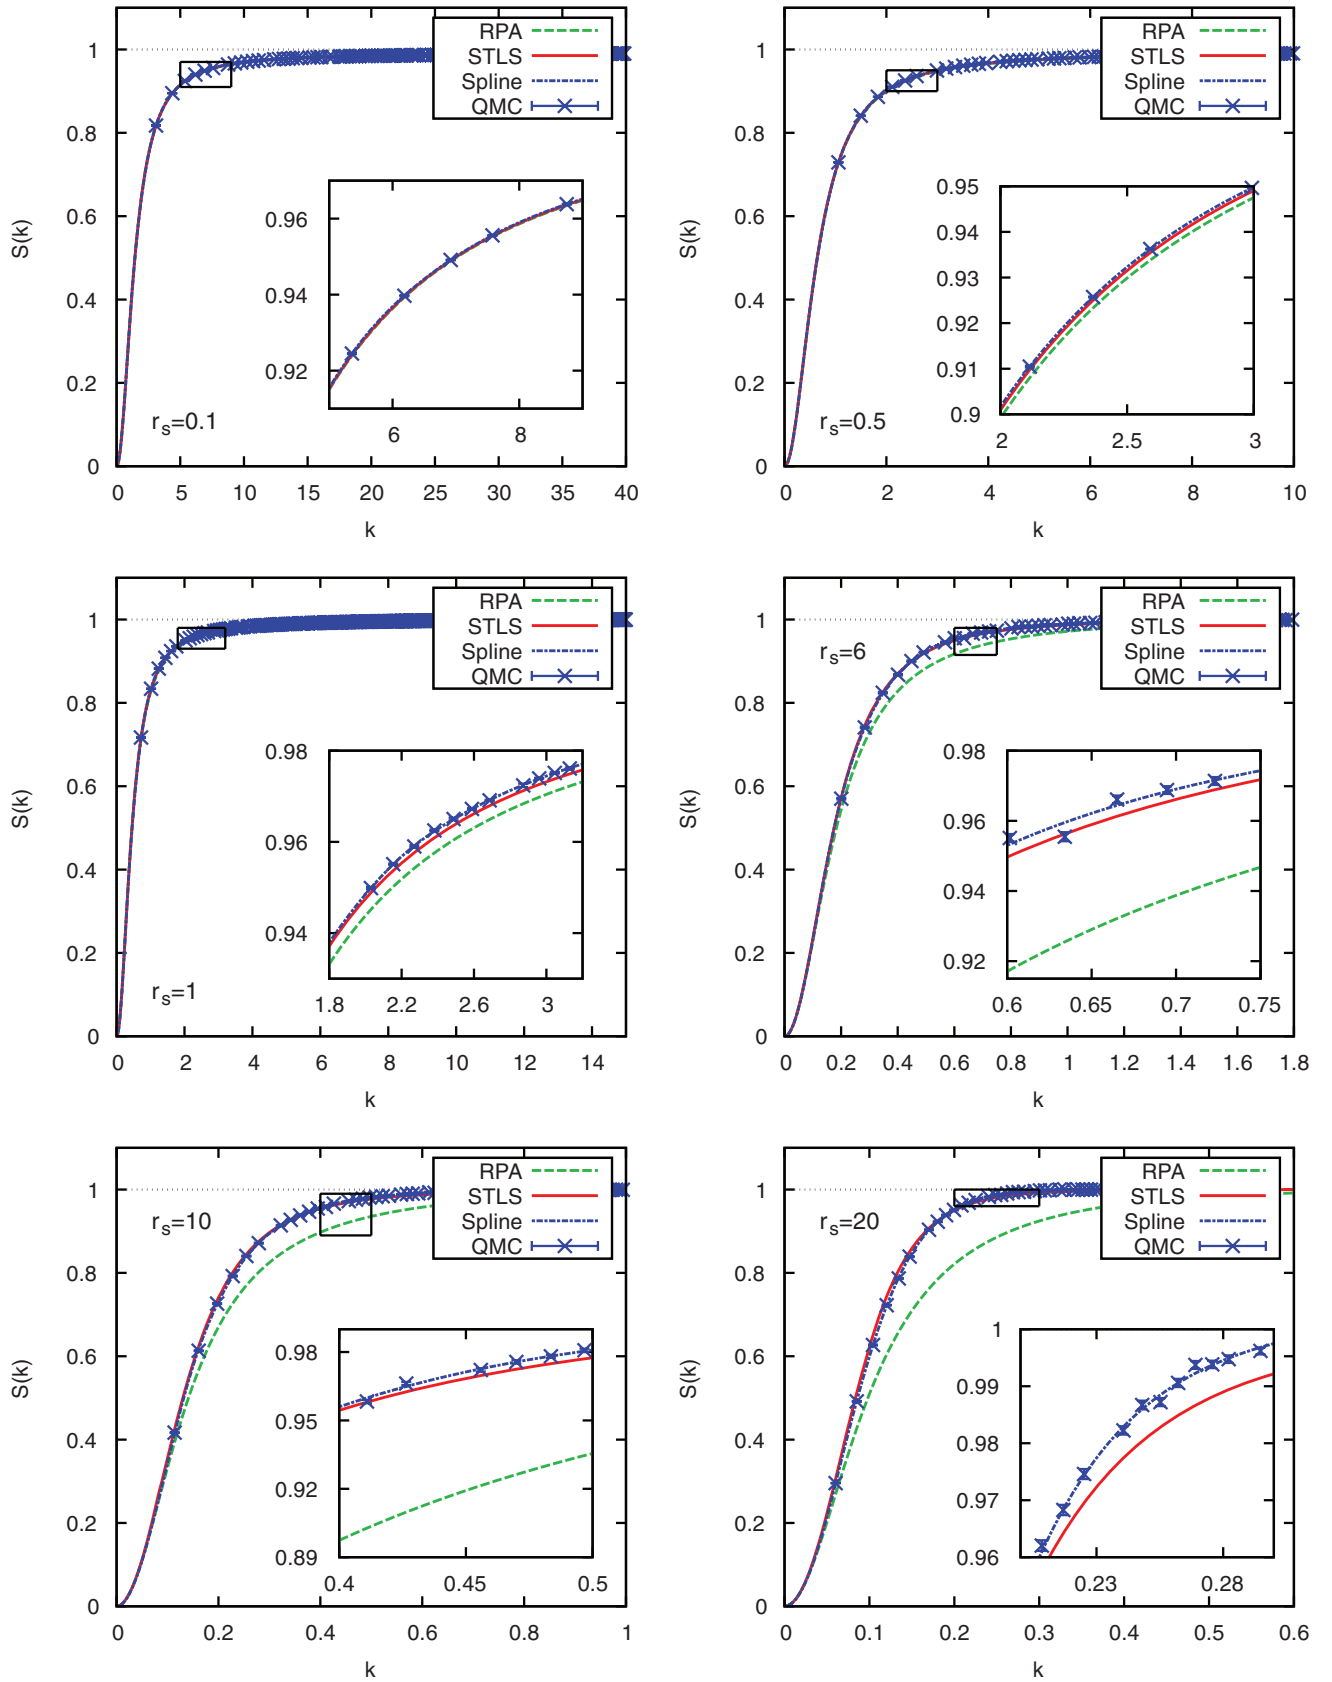 RPA
STLS
Spline
QMC
S(k)
1
0.8
0.6
0.4
0.2
0
0.96
0.94
0.92
6 8
r_s=0.1
0 5 10 15 20 25 30 35 40
k
RPA
STLS
Spline
QMC
S(k)
1
0.8
0.6
0.4
0.2
0
0.95
0.94
0.93
0.92
0.91
0.9
2 2.5 3
r_s=0.5
0 2 4 6 8 10
k
RPA
STLS
Spline
QMC
S(k)
1
0.8
0.6
0.4
0.2
0
0.98
0.96
0.94
1.8 2.2 2.6 3
r_s=1
0 2 4 6 8 10 12 14
k
RPA
STLS
Spline
QMC
r_s=6
S(k)
1
0.8
0.6
0.4
0.2
0
0.98
0.96
0.94
0.92
0.6 0.65 0.7 0.75
0 0.2 0.4 0.6 0.8 1 1.2 1.4 1.6 1.8
k
RPA
STLS
Spline
QMC
r_s=10
S(k)
1
0.8
0.6
0.4
0.2
0
0.98
0.95
0.92
0.89
0.4 0.45 0.5
0 0.2 0.4 0.6 0.8 1
k
RPA
STLS
Spline
QMC
r_s=20
S(k)
1
0.8
0.6
0.4
0.2
0
1
0.99
0.98
0.97
0.96
0.23 0.28
0 0.1 0.2 0.3 0.4 0.5 0.6
k